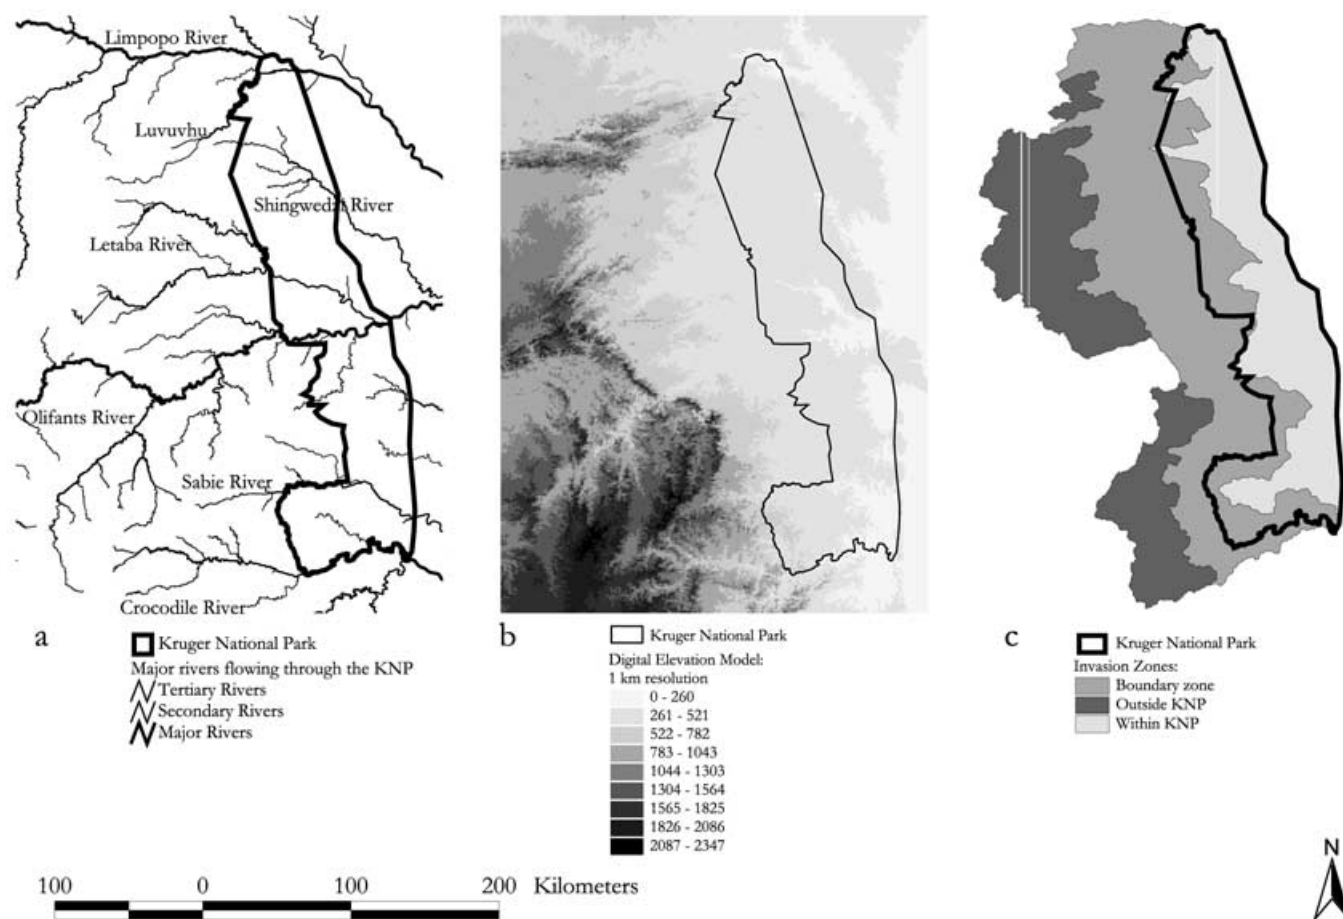 Limpopo River
Luvuvhu
Shingwedzi River
Letaba River
Olifants River
Sabie River
Crocodile River
a
Kruger National Park
Major rivers flowing through the KNP
Tertiary Rivers
Secondary Rivers
Major Rivers
b
Kruger National Park
Digital Elevation Model:
1 km resolution
0 - 260
261 - 521
522 - 782
783 - 1043
1044 - 1303
1304 - 1564
1565 - 1825
1826 - 2086
2087 - 2347
c
Kruger National Park
Invasion Zones:
Boundary zone
Outside KNP
Within KNP
100 0 100 200 Kilometers
N